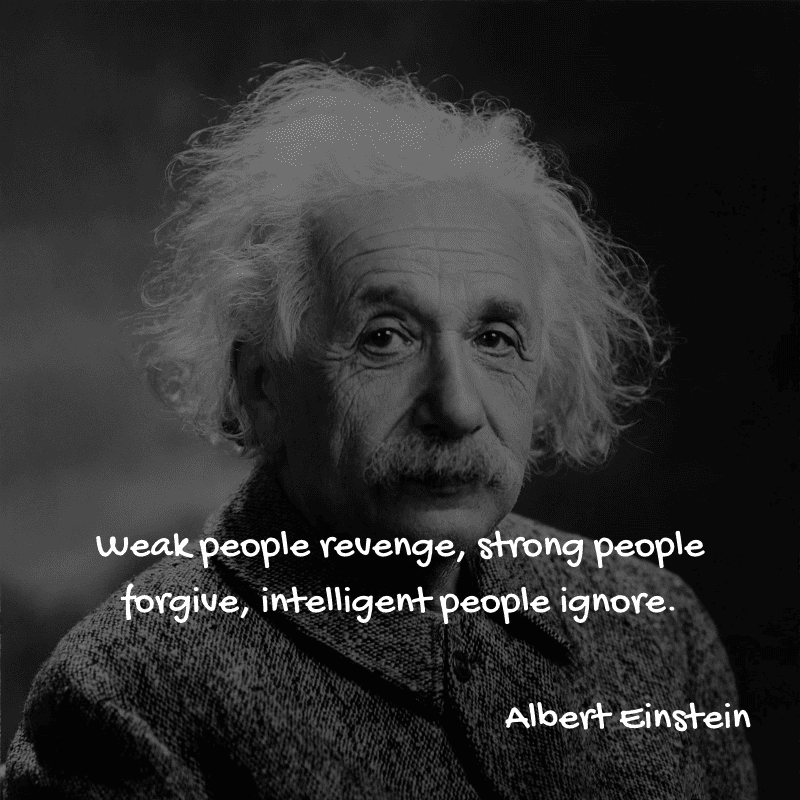 Weak people revenge, strong people
forgive, intelligent people ignore.
Albert Einstein